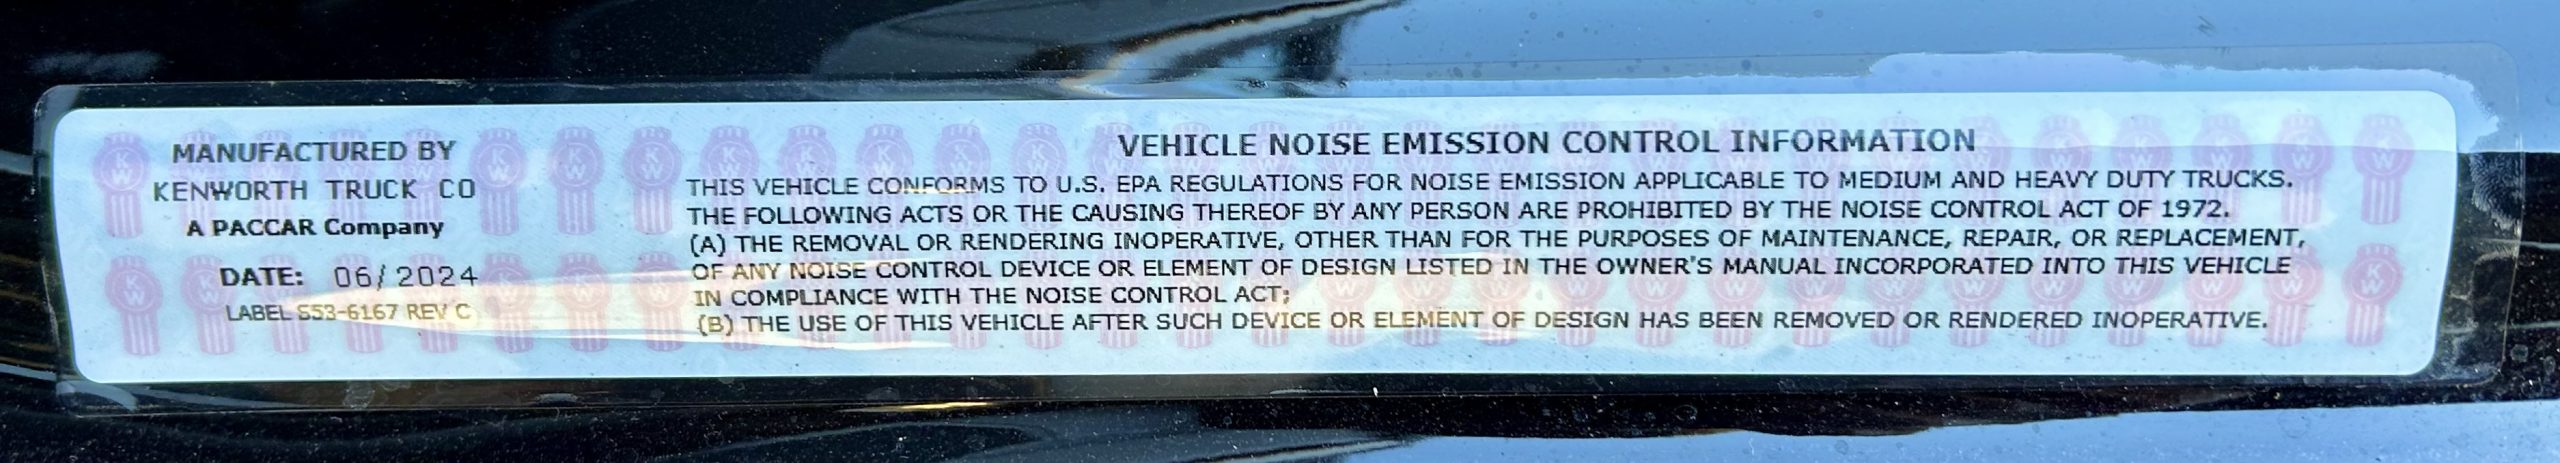 MANUFACTURED BY
KENWORTH TRUCK CO
A PACCAR Company
DATE: 06/2024
LABEL S53-6167 REV C
VEHICLE NOISE EMISSION CONTROL INFORMATION
THIS VEHICLE CONFORMS TO U.S. EPA REGULATIONS FOR NOISE EMISSION APPLICABLE TO MEDIUM AND HEAVY DUTY TRUCKS.
THE FOLLOWING ACTS OR THE CAUSING THEREOF BY ANY PERSON ARE PROHIBITED BY THE NOISE CONTROL ACT OF 1972.
(A) THE REMOVAL OR RENDERING INOPERATIVE, OTHER THAN FOR THE PURPOSES OF MAINTENANCE, REPAIR, OR REPLACEMENT,
OF ANY NOISE CONTROL DEVICE OR ELEMENT OF DESIGN LISTED IN THE OWNER'S MANUAL INCORPORATED INTO THIS VEHICLE
IN COMPLIANCE WITH THE NOISE CONTROL ACT;
(B) THE USE OF THIS VEHICLE AFTER SUCH DEVICE OR ELEMENT OF DESIGN HAS BEEN REMOVED OR RENDERED INOPERATIVE.